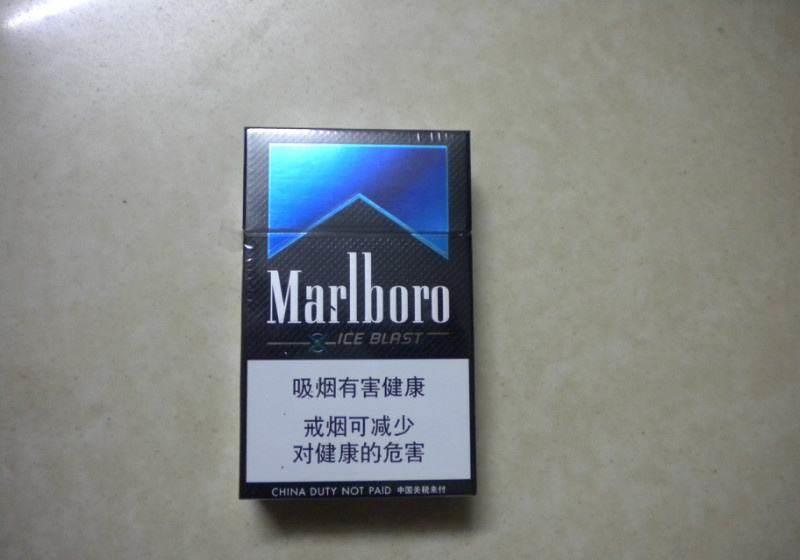 Marlboro
ICE BLAST
吸烟有害健康
戒烟可减少
对健康的危害
CHINA DUTY NOT PAID 中国关税未付